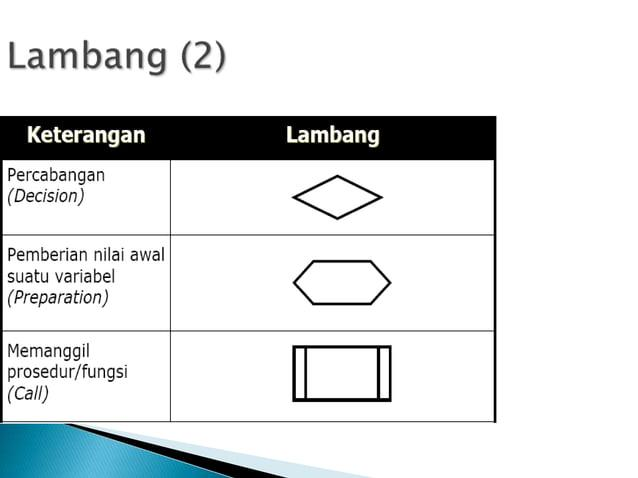 Lambang (2)
Keterangan Lambang
Percabangan
(Decision)
Pemberian nilai awal
suatu variabel
(Preparation)
Memanggil
prosedur/fungsi
(Call)